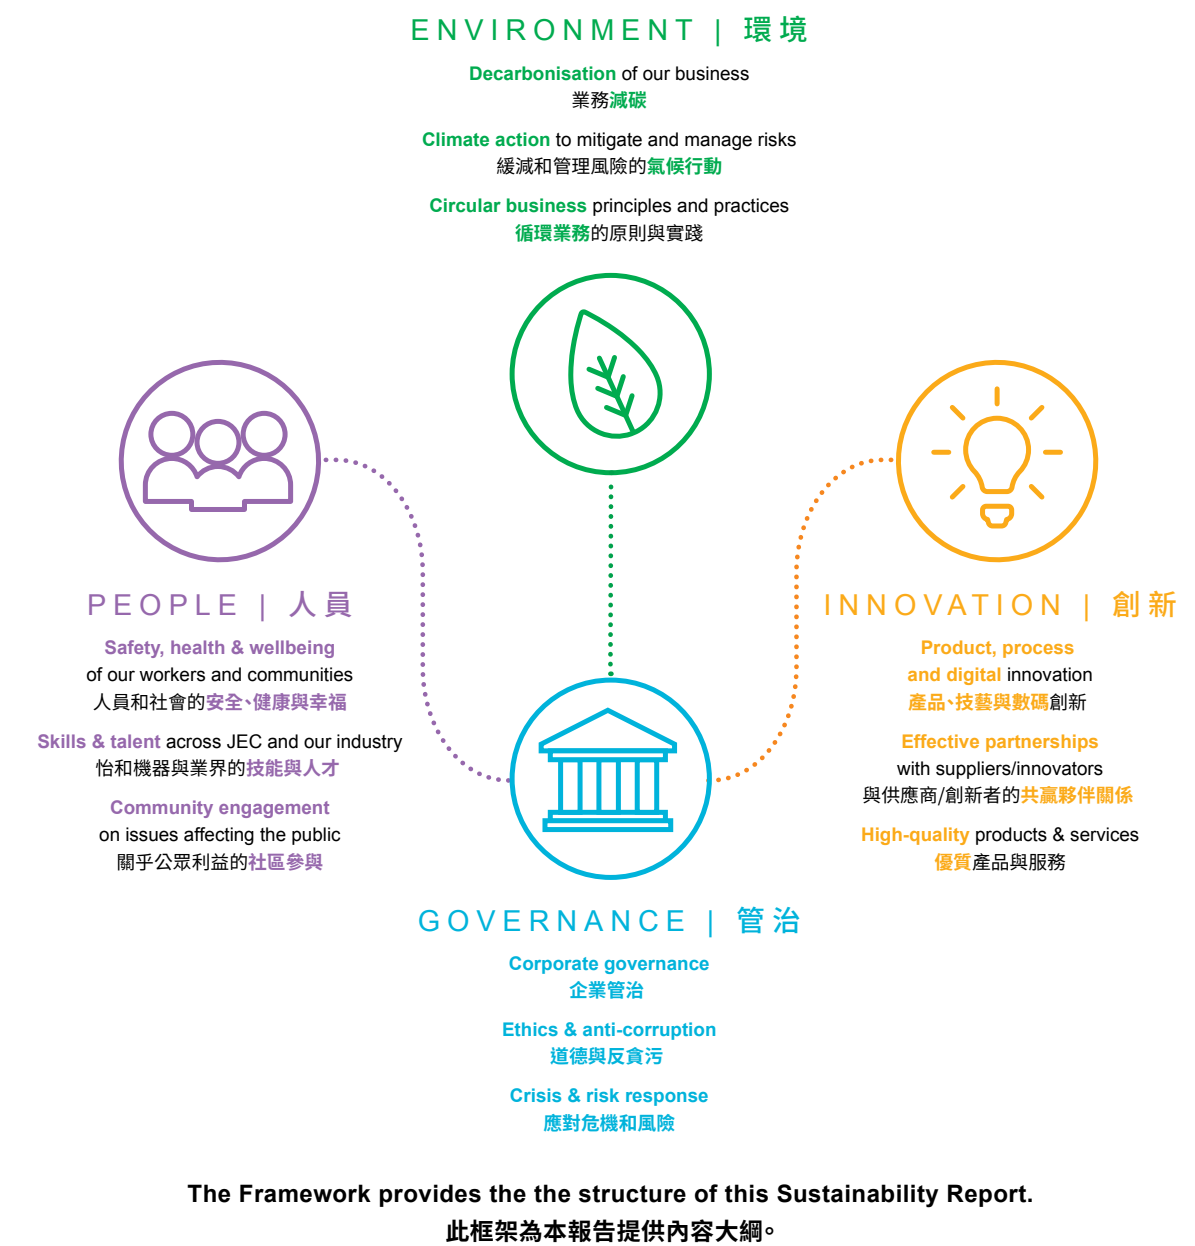 ENVIRONMENT | 環境
Decarbonisation of our business
業務減碳
Climate action to mitigate and manage risks
緩減和管理風險的氣候行動
Circular business principles and practices
循環業務的原則與實踐
PEOPLE | 人員
Safety, health & wellbeing
of our workers and communities
人員和社會的安全、健康與幸福
Skills & talent across JEC and our industry
怡和機器與業界的技能與人才
Community engagement
on issues affecting the public
關乎公眾利益的社區參與
INNOVATION | 創新
Product, process
and digital innovation
產品、技藝與數碼創新
Effective partnerships
with suppliers/innovators
與供應商/創新者的共贏夥伴關係
High-quality products & services
優質產品與服務
GOVERNANCE | 管治
Corporate governance
企業管治
Ethics & anti-corruption
道德與反貪污
Crisis & risk response
應對危機和風險
The Framework provides the the structure of this Sustainability Report.
此框架為本報告提供內容大綱。